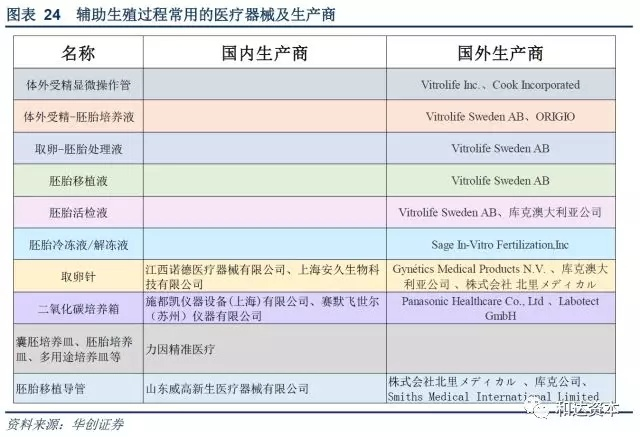 图表 24 辅助生殖过程常用的医疗器械及生产商
名称 国内生产商 国外生产商
体外受精显微操作管 Vitrolife Inc.、Cook Incorporated
体外受精-胚胎培养液 Vitrolife Sweden AB、ORIGIO
取卵-胚胎处理液 Vitrolife Sweden AB
胚胎移植液 Vitrolife Sweden AB
胚胎活检液 Vitrolife Sweden AB、库克澳大利亚公司
胚胎冷冻液/解冻液 Sage In-Vitro Fertilization,Inc
取卵针
江西诺德医疗器械有限公司、上海安久生物科
技有限公司
Gynétics Medical Products N.V. 、库克澳大
利亚公司 、株式会社 北里メディカル
二氧化碳培养箱
施都凯仪器设备(上海)有限公司、赛默飞世尔
（苏州）仪器有限公司
Panasonic Healthcare Co., Ltd 、Labotect
GmbH
囊胚培养皿、胚胎培养
皿、多用途培养皿等
力因精准医疗
胚胎移植导管
山东威高新生医疗器械有限公司
株式会社北里メディカル 、库克公司、
Smiths Medical International Limited
和达资本
资料来源：华创证券